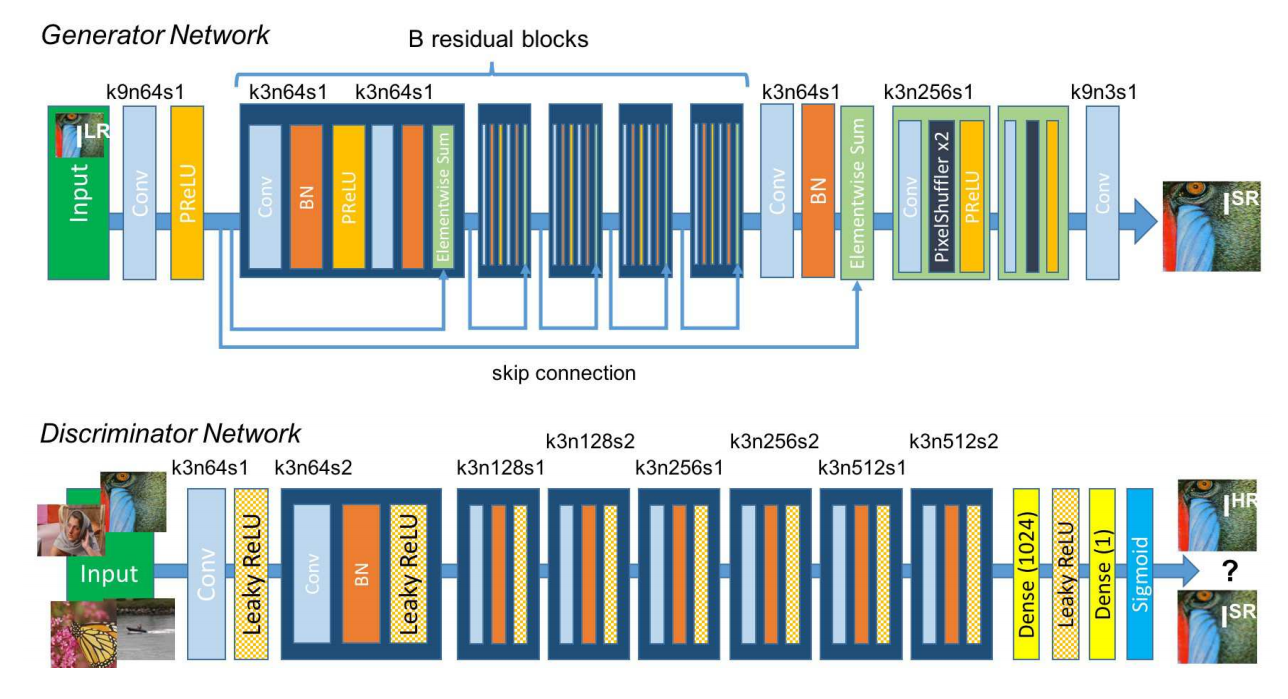 Generator Network
B residual blocks
k9n64s1
k3n64s1
k3n64s1
k3n64s1
k3n256s1
k9n3s1
I^LR
Input
Conv
PReLU
Conv
BN
PReLU
Elementwise Sum
Conv
BN
Elementwise Sum
Conv
PixelShuffler x2
PReLU
Conv
I^SR
skip connection
Discriminator Network
k3n64s1
k3n64s2
k3n128s1
k3n128s2
k3n256s1
k3n256s2
k3n512s1
k3n512s2
Input
Conv
Leaky ReLU
Conv
BN
Leaky ReLU
Dense (1024)
Leaky ReLU
Dense (1)
Sigmoid
I^HR
?
I^SR